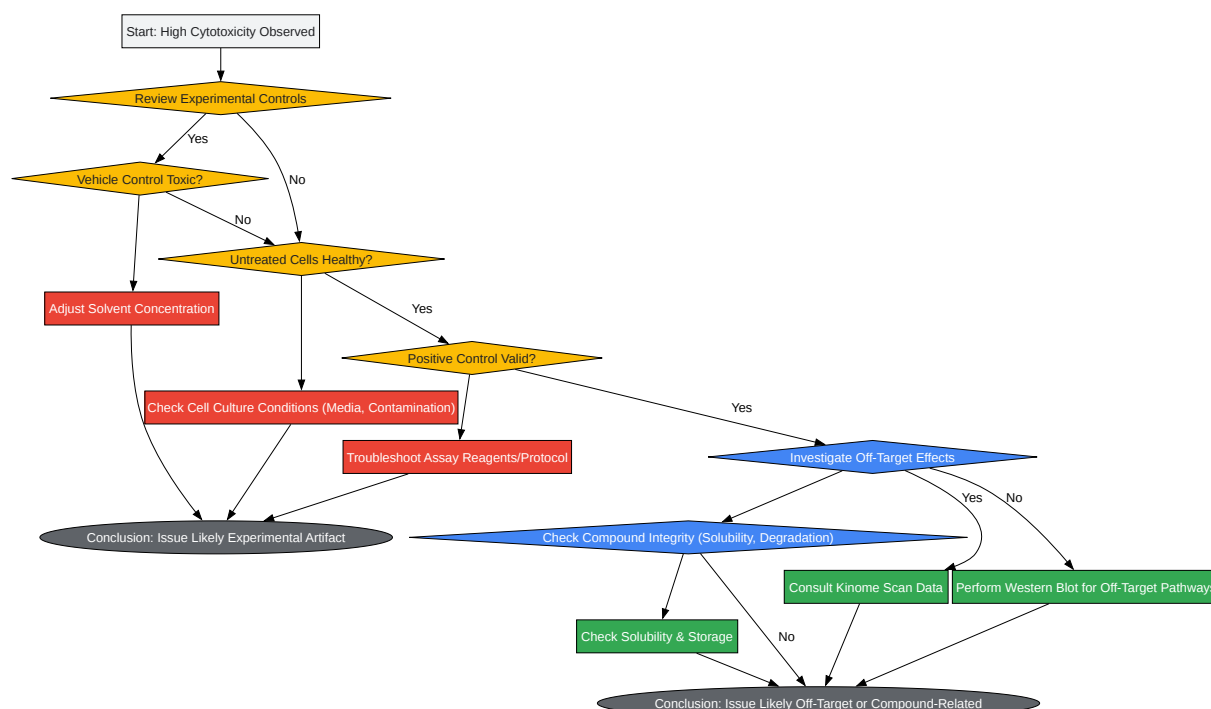 Start: High Cytotoxicity Observed
Review Experimental Controls
Yes
Vehicle Control Toxic?
No
No
Untreated Cells Healthy?
Adjust Solvent Concentration
Yes
Positive Control Valid?
Check Cell Culture Conditions (Media, Contamination)
Yes
Troubleshoot Assay Reagents/Protocol
Investigate Off-Target Effects
Yes
No
Conclusion: Issue Likely Experimental Artifact
Check Compound Integrity (Solubility, Degradation)
Consult Kinome Scan Data
Perform Western Blot for Off-Target Pathways
Check Solubility & Storage
No
Conclusion: Issue Likely Off-Target or Compound-Related